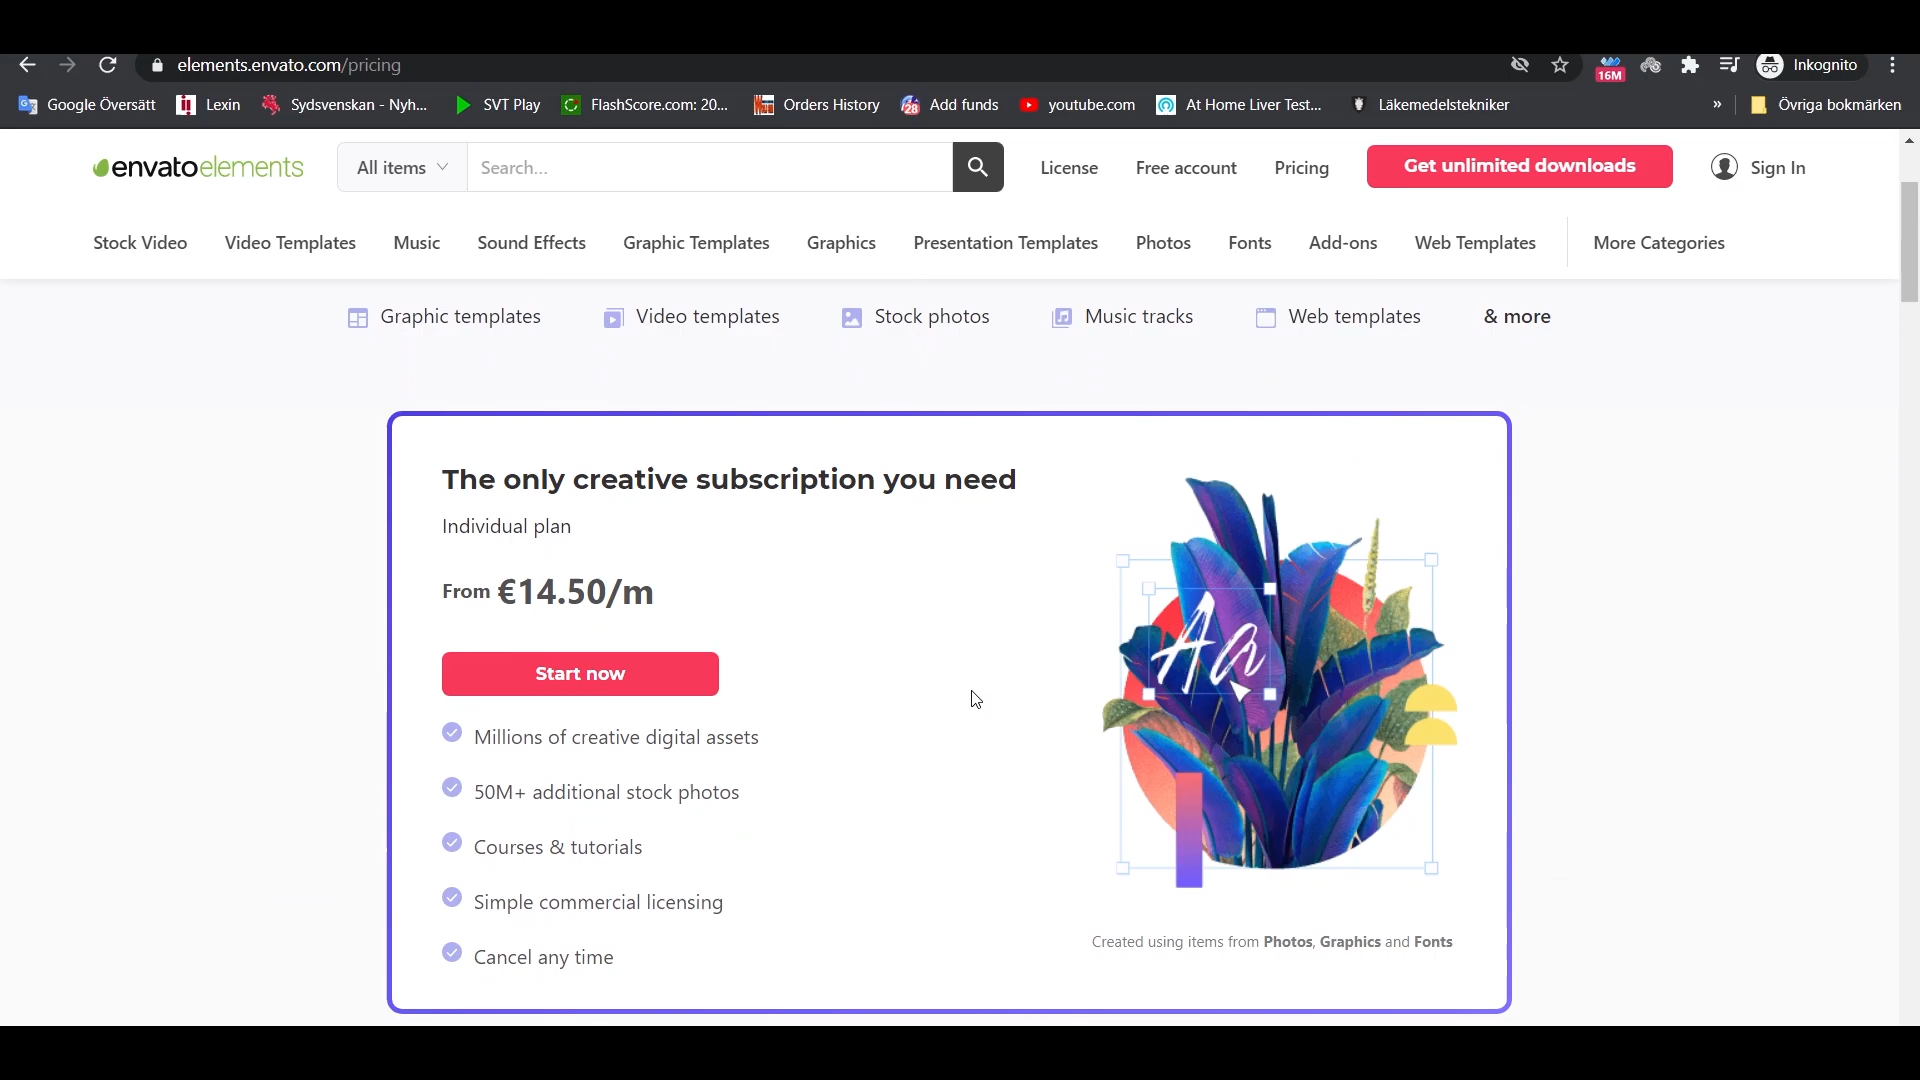 elements.envato.com/pricing
16M
Inkognito
Google Översätt
Lexin
Sydsvenskan - Nyh...
SVT Play
FlashScore.com: 20...
Orders History
28
Add funds
youtube.com
At Home Liver Test...
Läkemedelstekniker
»
Övriga bokmärken
envatoelements
All items
Search...
License
Free account
Pricing
Get unlimited downloads
Sign In
Stock Video
Video Templates
Music
Sound Effects
Graphic Templates
Graphics
Presentation Templates
Photos
Fonts
Add-ons
Web Templates
More Categories
Graphic templates
Video templates
Stock photos
Music tracks
Web templates
& more
The only creative subscription you need
Individual plan
From €14.50/m
Start now
Millions of creative digital assets
50M+ additional stock photos
Courses & tutorials
Simple commercial licensing
Cancel any time
Aa
Created using items from Photos, Graphics and Fonts